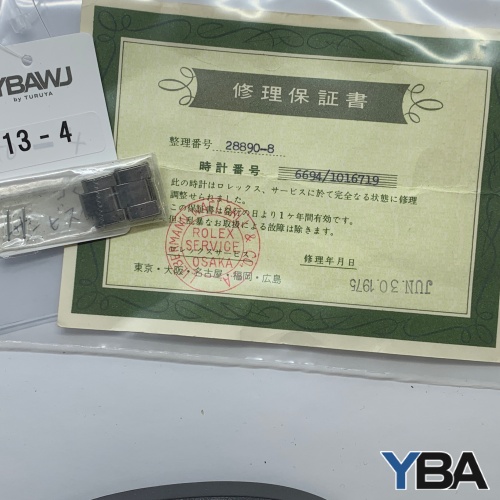 YBAWJ
by TURUYA
13-4
修理保証書
整理番号 28890-8
時計番号 6694/1016719
此の時計はロレックス、サービスに於て完全なる状態に修理
調整せられました。
この保証書は発行の日より1ケ年間有効です。
但し粗暴なお取扱による故障は除きます。
ROLEX
SERVICE
OSAKA
ロレックスサービス
修理年月日
東京・大阪・名古屋・福岡・広島
JUN.30.1975
YBA